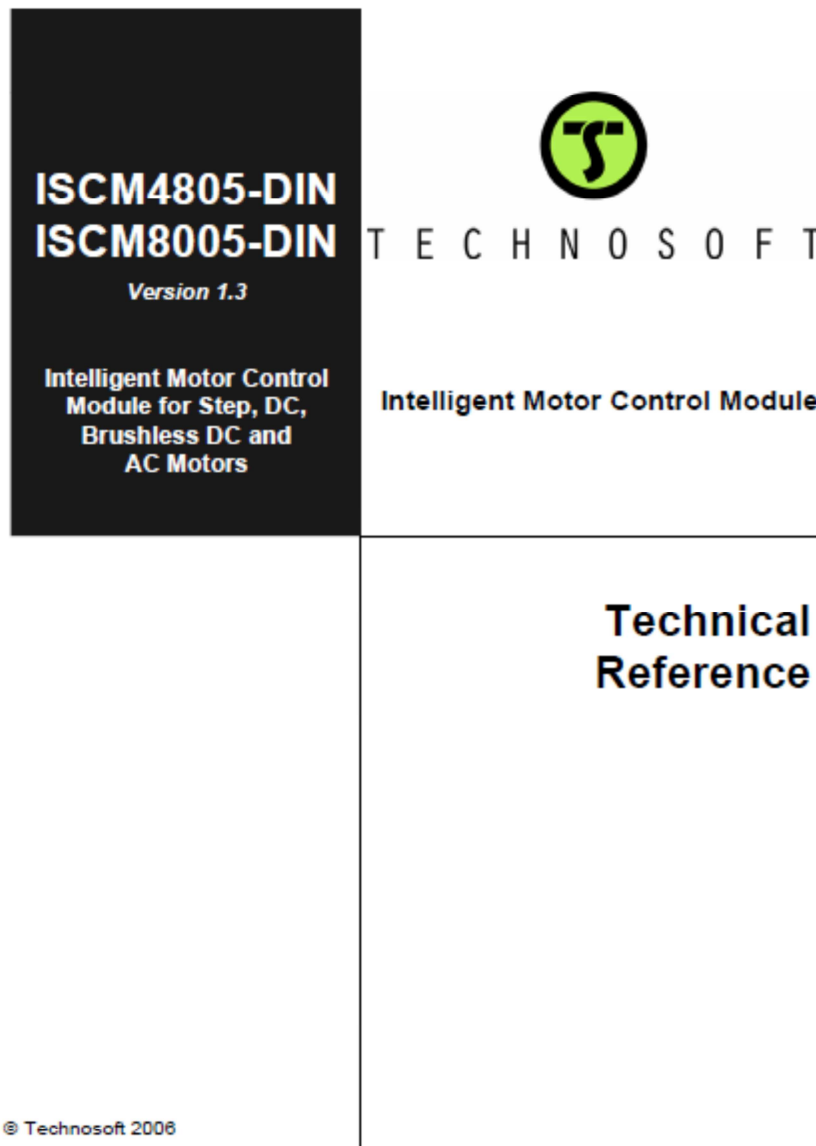 ISCM4805-DIN
ISCM8005-DIN
Version 1.3
Intelligent Motor Control
Module for Step, DC,
Brushless DC and
AC Motors
TECHNOSOFT
Intelligent Motor Control Module
Technical
Reference
© Technosoft 2006